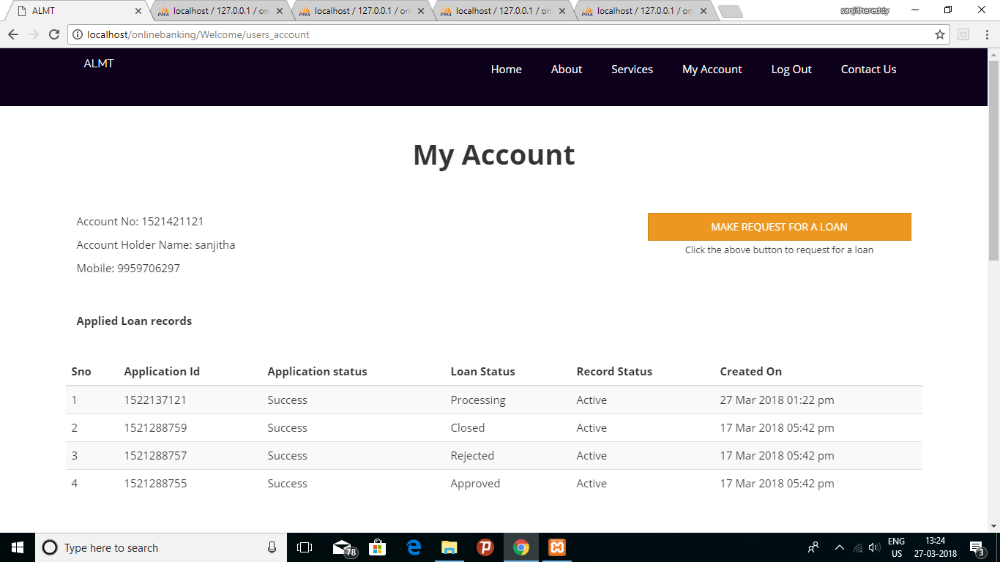 ALMT
localhost / 127.0.0.1 / on
localhost / 127.0.0.1 / on
localhost / 127.0.0.1 / on
localhost / 127.0.0.1 / on
sanjithareddy
localhost/onlinebanking/Welcome/users_account
ALMT
Home About Services My Account Log Out Contact Us
My Account
Account No: 1521421121
Account Holder Name: sanjitha
Mobile: 9959706297
MAKE REQUEST FOR A LOAN
Click the above button to request for a loan
Applied Loan records
Sno Application Id Application status Loan Status Record Status Created On
1 1522137121 Success Processing Active 27 Mar 2018 01:22 pm
2 1521288759 Success Closed Active 17 Mar 2018 05:42 pm
3 1521288757 Success Rejected Active 17 Mar 2018 05:42 pm
4 1521288755 Success Approved Active 17 Mar 2018 05:42 pm
Type here to search
78
ENG
US
13:24
27-03-2018
3